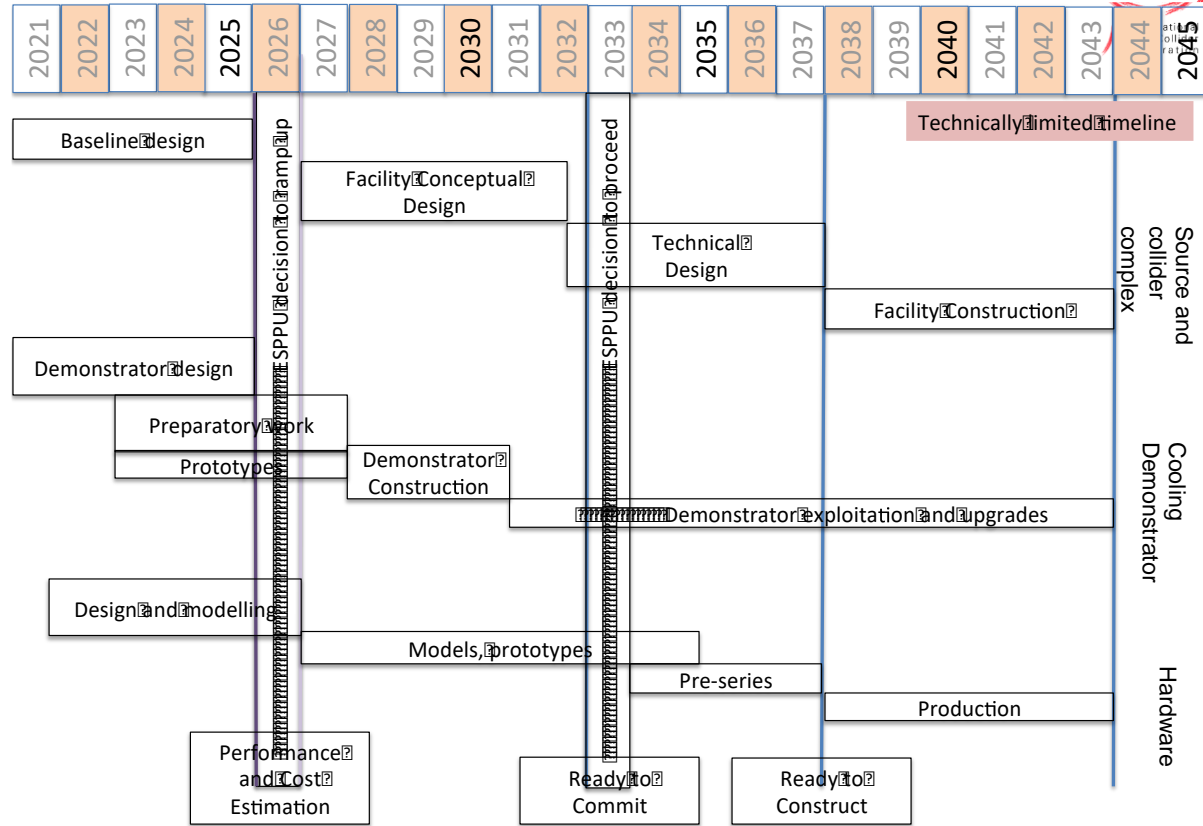 2021 2022 2023 2024 2025 2026 2027 2028 2029 2030 2031 2032 2033 2034 2035 2036 2037 2038 2039 2040 2041 2042 2043 2044 2045
ational
ollider
ration
Technically limited timeline
Baseline design
ESPPU decision to ramp up
ESPPU decision to proceed
Facility Conceptual
Design
Technical
Design
Facility Construction
Source and
collider
complex
Demonstrator design
Preparatory work
Prototypes
Demonstrator
Construction
Demonstrator exploitation and upgrades
Cooling
Demonstrator
Design and modelling
Models, prototypes
Pre-series
Production
Hardware
Performance
and Cost
Estimation
Ready to
Commit
Ready to
Construct